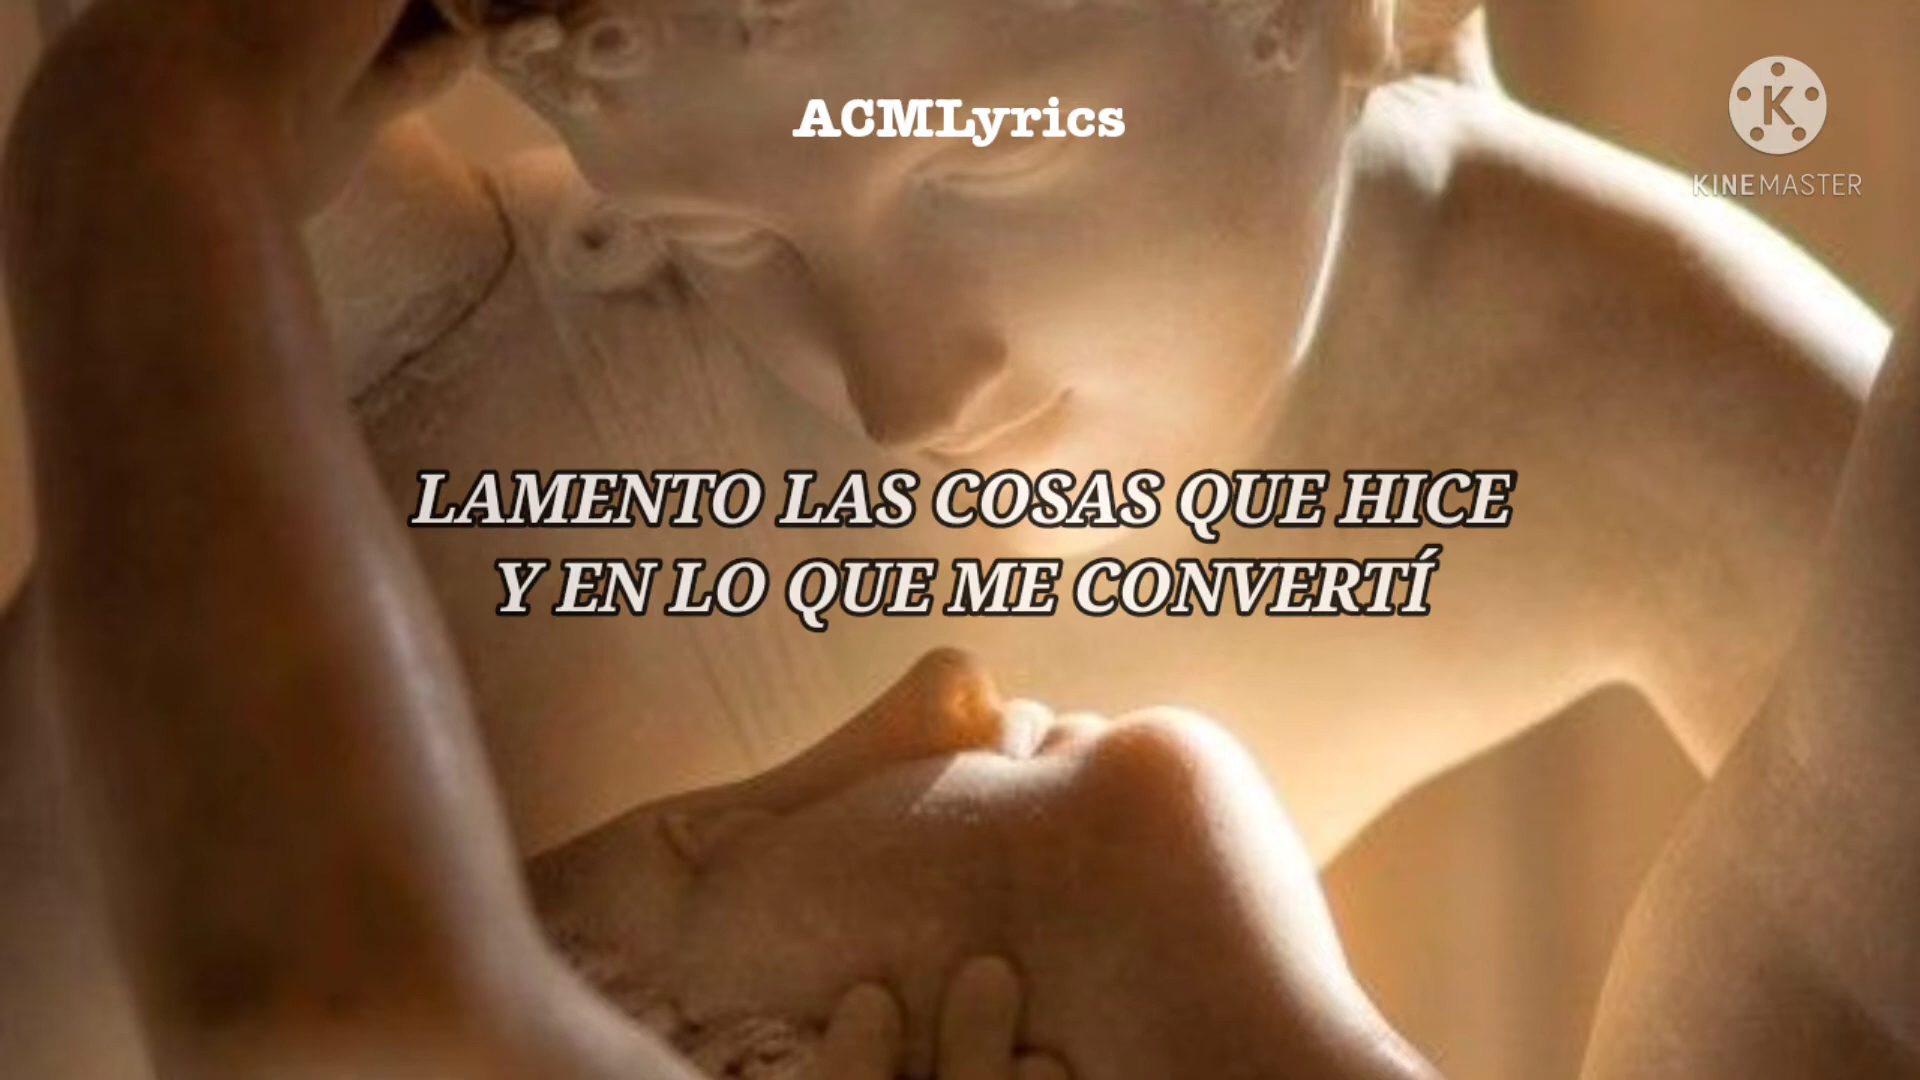 ACMLyrics
K
KINEMASTER
LAMENTO LAS COSAS QUE HICE
Y EN LO QUE ME CONVERTÍ